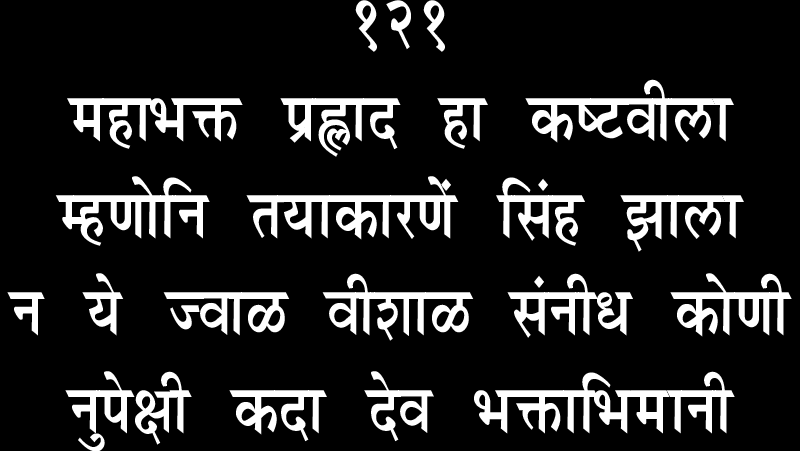 १२१
महाभक्त प्रह्लाद हा कष्टवीला
म्हणोनि तयाकारणें सिंह झाला
न ये ज्वाळ वीशाळ संनीध कोणी
नुपेक्षी कदा देव भक्ताभिमानी